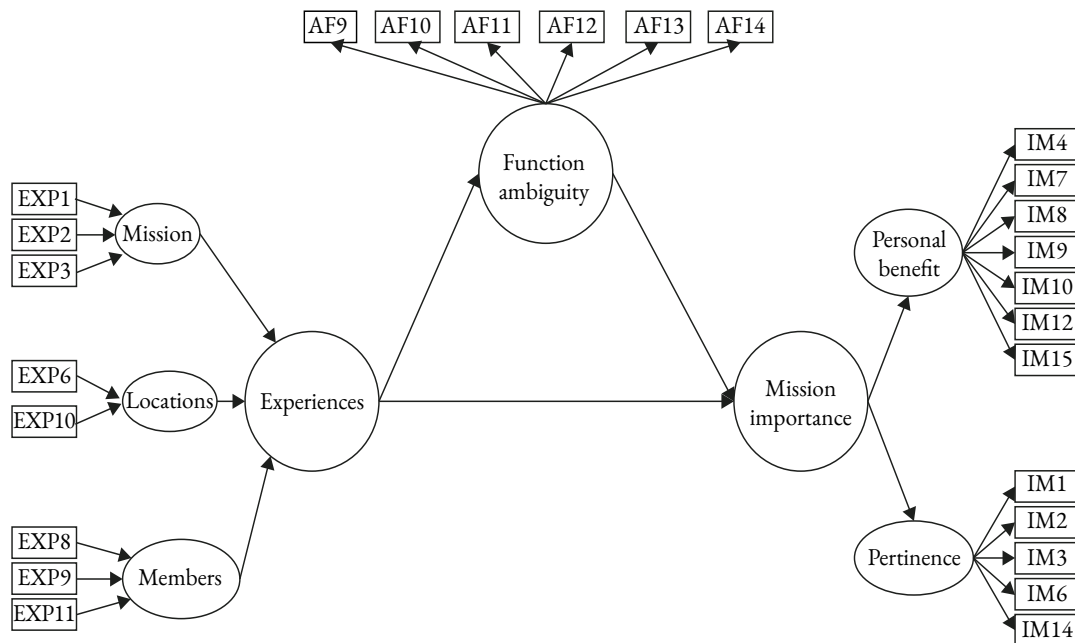 AF9
AF10
AF11
AF12
AF13
AF14
Function
ambiguity
EXP1
EXP2
EXP3
Mission
EXP6
EXP10
Locations
Experiences
EXP8
EXP9
EXP11
Members
Mission
importance
Personal
benefit
IM4
IM7
IM8
IM9
IM10
IM12
IM15
Pertinence
IM1
IM2
IM3
IM6
IM14